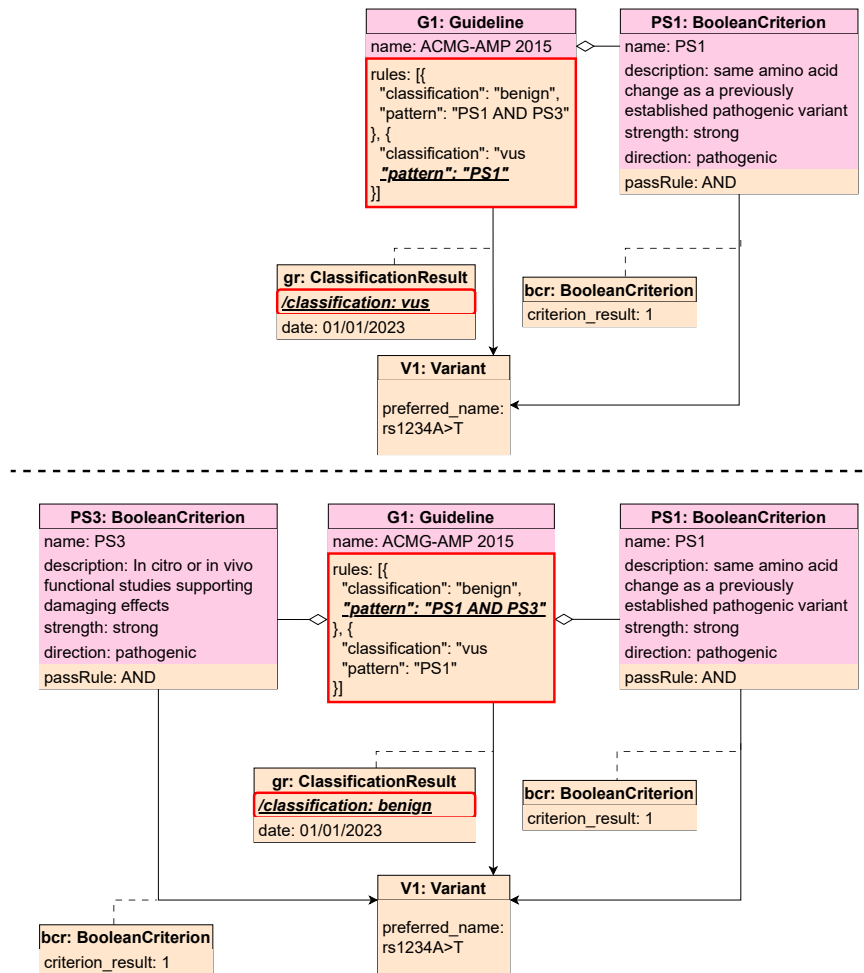 G1: Guideline
name: ACMG-AMP 2015
rules: [{
"classification": "benign",
"pattern": "PS1 AND PS3"
}, {
"classification": "vus
"pattern": "PS1"
}]
PS1: BooleanCriterion
name: PS1
description: same amino acid
change as a previously
established pathogenic variant
strength: strong
direction: pathogenic
passRule: AND
gr: ClassificationResult
/classification: vus
date: 01/01/2023
bcr: BooleanCriterion
criterion_result: 1
V1: Variant
preferred_name:
rs1234A>T
PS3: BooleanCriterion
name: PS3
description: In citro or in vivo
functional studies supporting
damaging effects
strength: strong
direction: pathogenic
passRule: AND
G1: Guideline
name: ACMG-AMP 2015
rules: [{
"classification": "benign",
"pattern": "PS1 AND PS3"
}, {
"classification": "vus
"pattern": "PS1"
}]
PS1: BooleanCriterion
name: PS1
description: same amino acid
change as a previously
established pathogenic variant
strength: strong
direction: pathogenic
passRule: AND
gr: ClassificationResult
/classification: benign
date: 01/01/2023
bcr: BooleanCriterion
criterion_result: 1
V1: Variant
preferred_name:
rs1234A>T
bcr: BooleanCriterion
criterion_result: 1